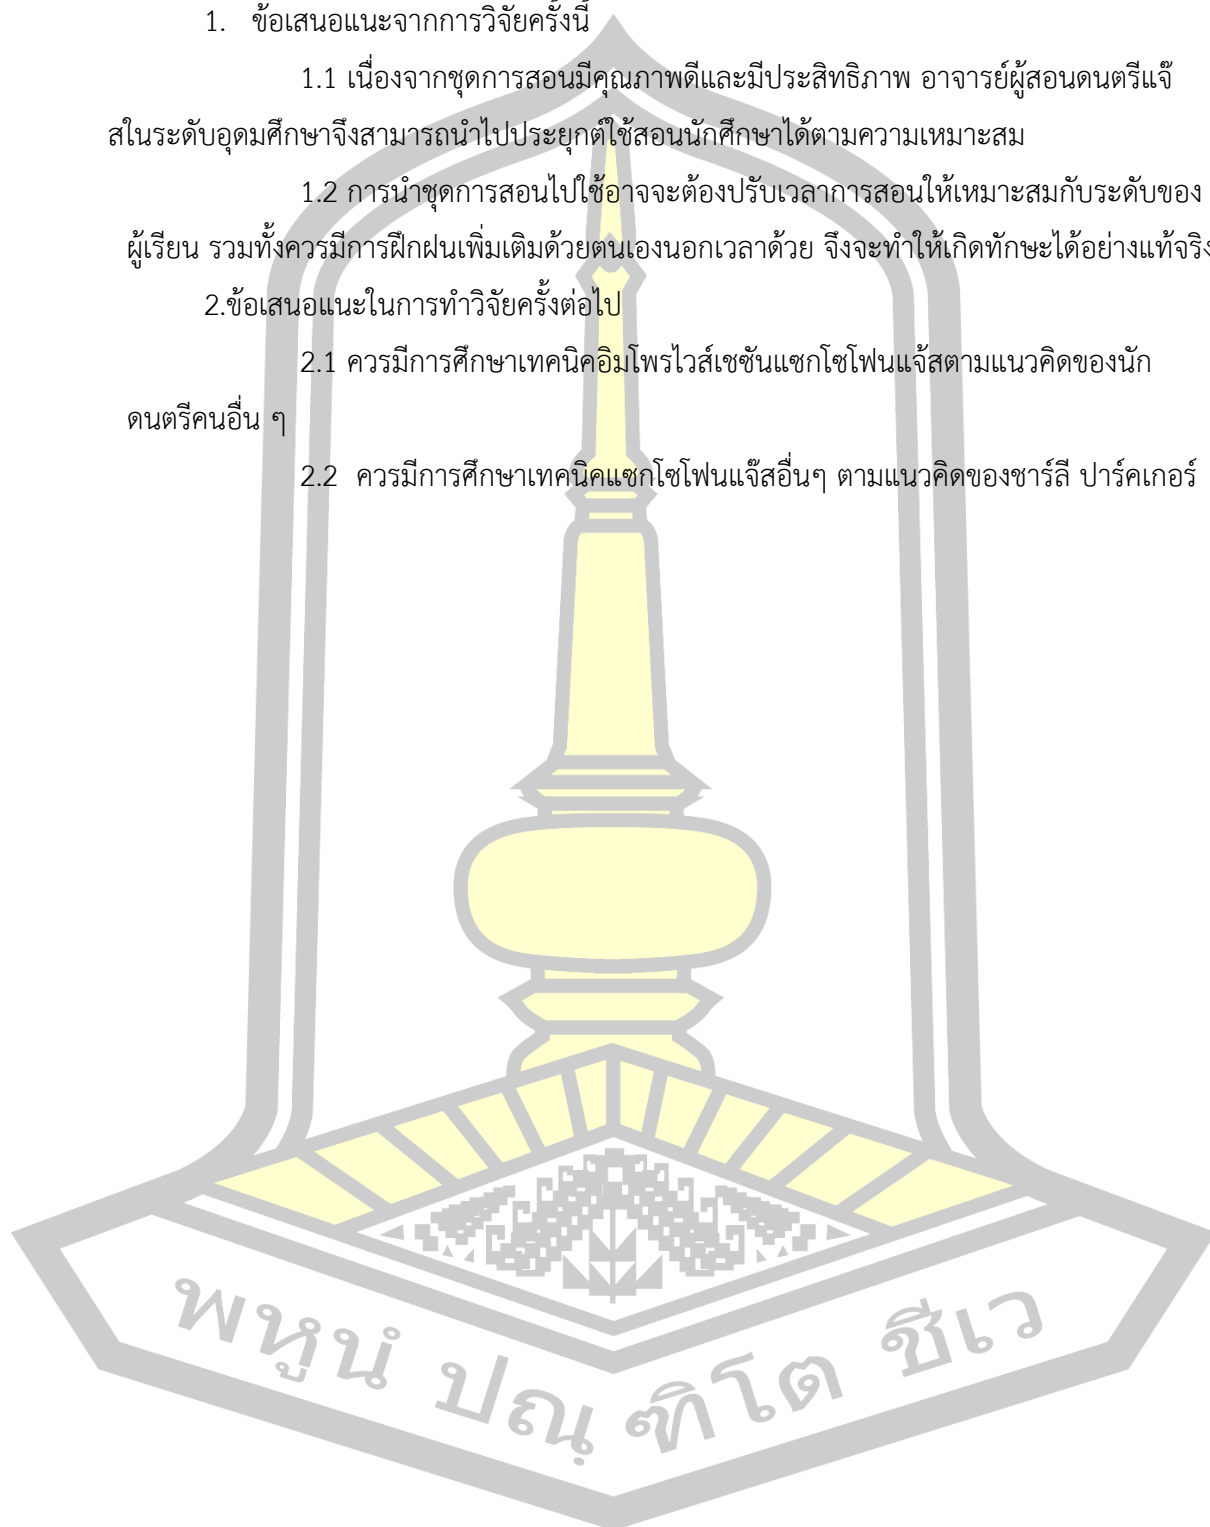 1. ข้อเสนอแนะจากการวิจัยครั้งนี้
1.1 เนื่องจากชุดการสอนมีคุณภาพดีและมีประสิทธิภาพ อาจารย์ผู้สอนดนตรีแจ๊
สในระดับอุดมศึกษาจึงสามารถนำไปประยุกต์ใช้สอนนักศึกษาได้ตามความเหมาะสม
1.2 การนำชุดการสอนไปใช้อาจจะต้องปรับเวลาการสอนให้เหมาะสมกับระดับของ
ผู้เรียน รวมทั้งควรมีการฝึกฝนเพิ่มเติมด้วยตนเองนอกเวลาด้วย จึงจะทำให้เกิดทักษะได้อย่างแท้จริง
2.ข้อเสนอแนะในการทำวิจัยครั้งต่อไป
2.1 ควรมีการศึกษาเทคนิคอิมโพรไวส์เชชันแซกโซโฟนแจ้สตามแนวคิดของนัก
ดนตรีคนอื่น ๆ
2.2 ควรมีการศึกษาเทคนิคแซกโซโฟนแจ๊สอื่นๆ ตามแนวคิดของชาร์ลี ปาร์คเกอร์
พหูนํ ปณฺฑิโต ชีเว